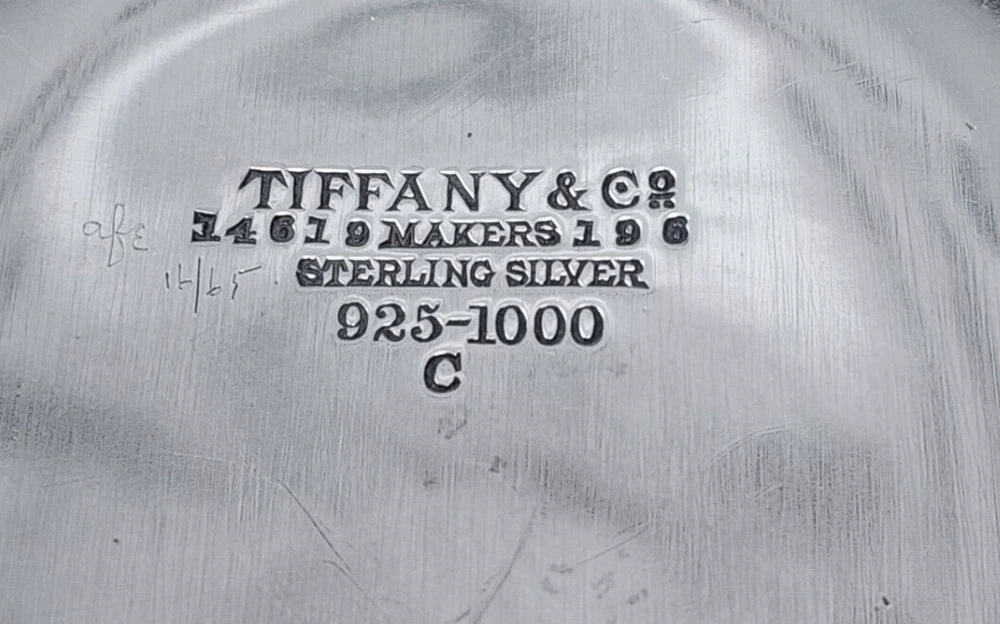 TIFFANY & Cº
14619 MAKERS 196
STERLING SILVER
925-1000
C